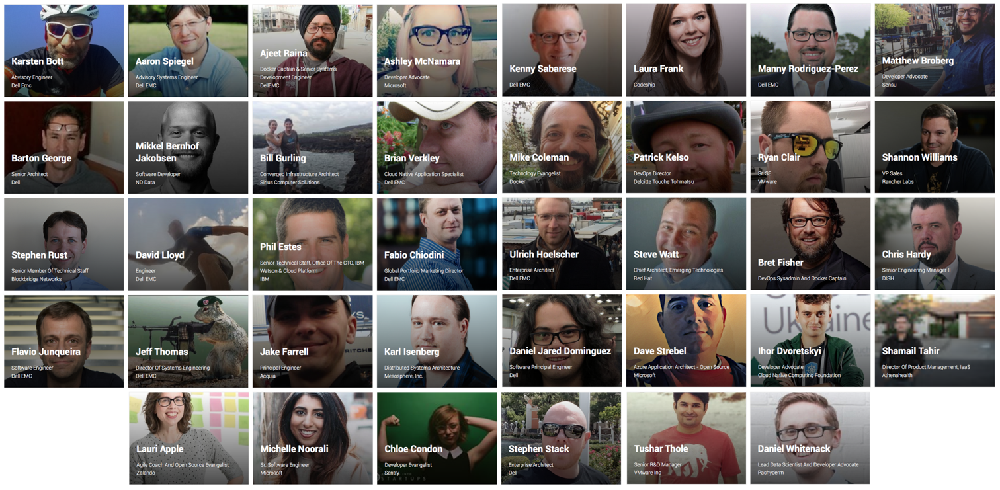 Karsten Bott
Abvisory Engineer
Dell Emc
Aaron Spiegel
Advisory Systems Engineer
Dell EMC
Ajeet Raina
Docker Captain & Senior Systems
Development Engineer
DellEMC
Ashley McNamara
Developer Advocate
Microsoft
Kenny Sabarese
Dell EMC
Laura Frank
Codeship
Manny Rodriguez-Perez
Dell EMC
RIVER
PIG
Matthew Broberg
Developer Advocate
Sensu
Barton George
Senior Architect
Dell
Mikkel Bernhof
Jakobsen
Software Developer
ND Data
Bill Gurling
Converged Infrastructure Architect
Sirius Computer Solutions
Brian Verkley
Cloud Native Application Specialist
Dell EMC
Mike Coleman
Technology Evangelist
Docker
Patrick Kelso
DevOps Director
Deloitte Touche Tohmatsu
Ryan Clair
Sr. SE
VMware
Shannon Williams
VP Sales
Rancher Labs
Stephen Rust
Senior Member Of Technical Staff
Blockbridge Networks
David Lloyd
Engineer
Dell EMC
Phil Estes
Senior Technical Staff, Office Of The CTO, IBM
Watson & Cloud Platform
IBM
Fabio Chiodini
Global Portfolio Marketing Director
Dell EMC
Ulrich Hoelscher
Enterprise Architect
Dell EMC
Steve Watt
Chief Architect, Emerging Technologies
Red Hat
Bret Fisher
DevOps Sysadmin And Docker Captain
Chris Hardy
Senior Engineering Manager II
DISH
Flavio Junqueira
Software Engineer
Dell EMC
Jeff Thomas
Director Of Systems Engineering
Dell EMC
Jake Farrell
Principal Engineer
Acquia
Karl Isenberg
Distributed Systems Architecture
Mesosphere, Inc.
Daniel Jared Dominguez
Software Principal Engineer
Dell
Dave Strebel
Azure Application Architect - Open Source
Microsoft
Ukraine
Ihor Dvoretskyi
Developer Advocate
Cloud Native Computing Foundation
Shamail Tahir
Director Of Product Management, IaaS
Athenahealth
Lauri Apple
Agile Coach And Open Source Evangelist
Zalando
Michelle Noorali
Sr. Software Engineer
Microsoft
Chloe Condon
Developer Evangelist
Sentry
STARTUPS
Stephen Stack
Enterprise Architect
Dell
Tushar Thole
Senior R&D Manager
VMware Inc
Daniel Whitenack
Lead Data Scientist And Developer Advocate
Pachyderm